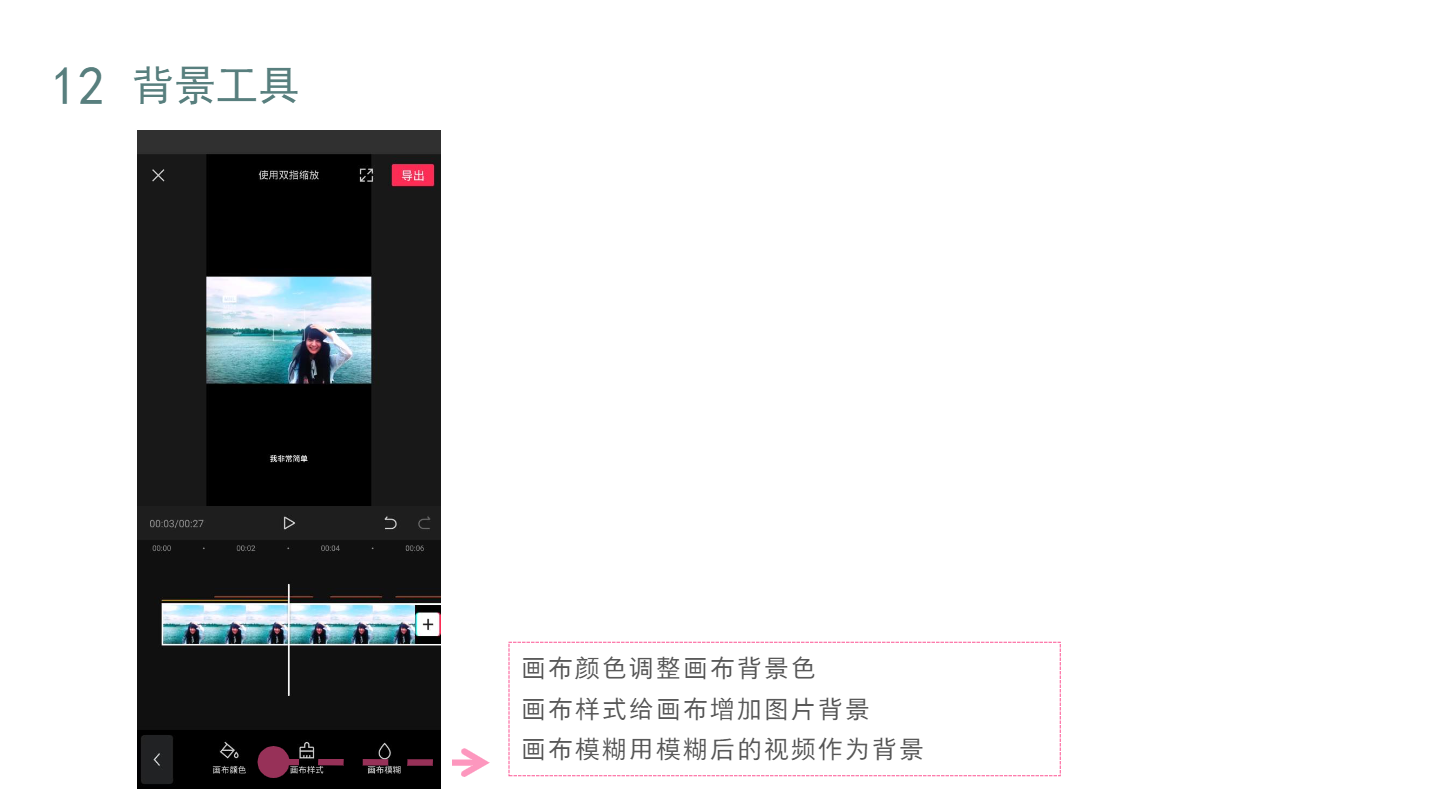 12 背景工具
使用双指缩放
导出
我非常简单
00:03/00:27
00:00
00:02
00:04
00:06
画布颜色
画布样式
画布模糊
画布颜色调整画布背景色
画布样式给画布增加图片背景
画布模糊用模糊后的视频作为背景